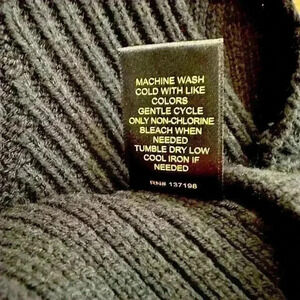 MACHINE WASH
COLD WITH LIKE
COLORS
GENTLE CYCLE
ONLY NON-CHLORINE
BLEACH WHEN
NEEDED
TUMBLE DRY LOW
COOL IRON IF
NEEDED
RN# 137198